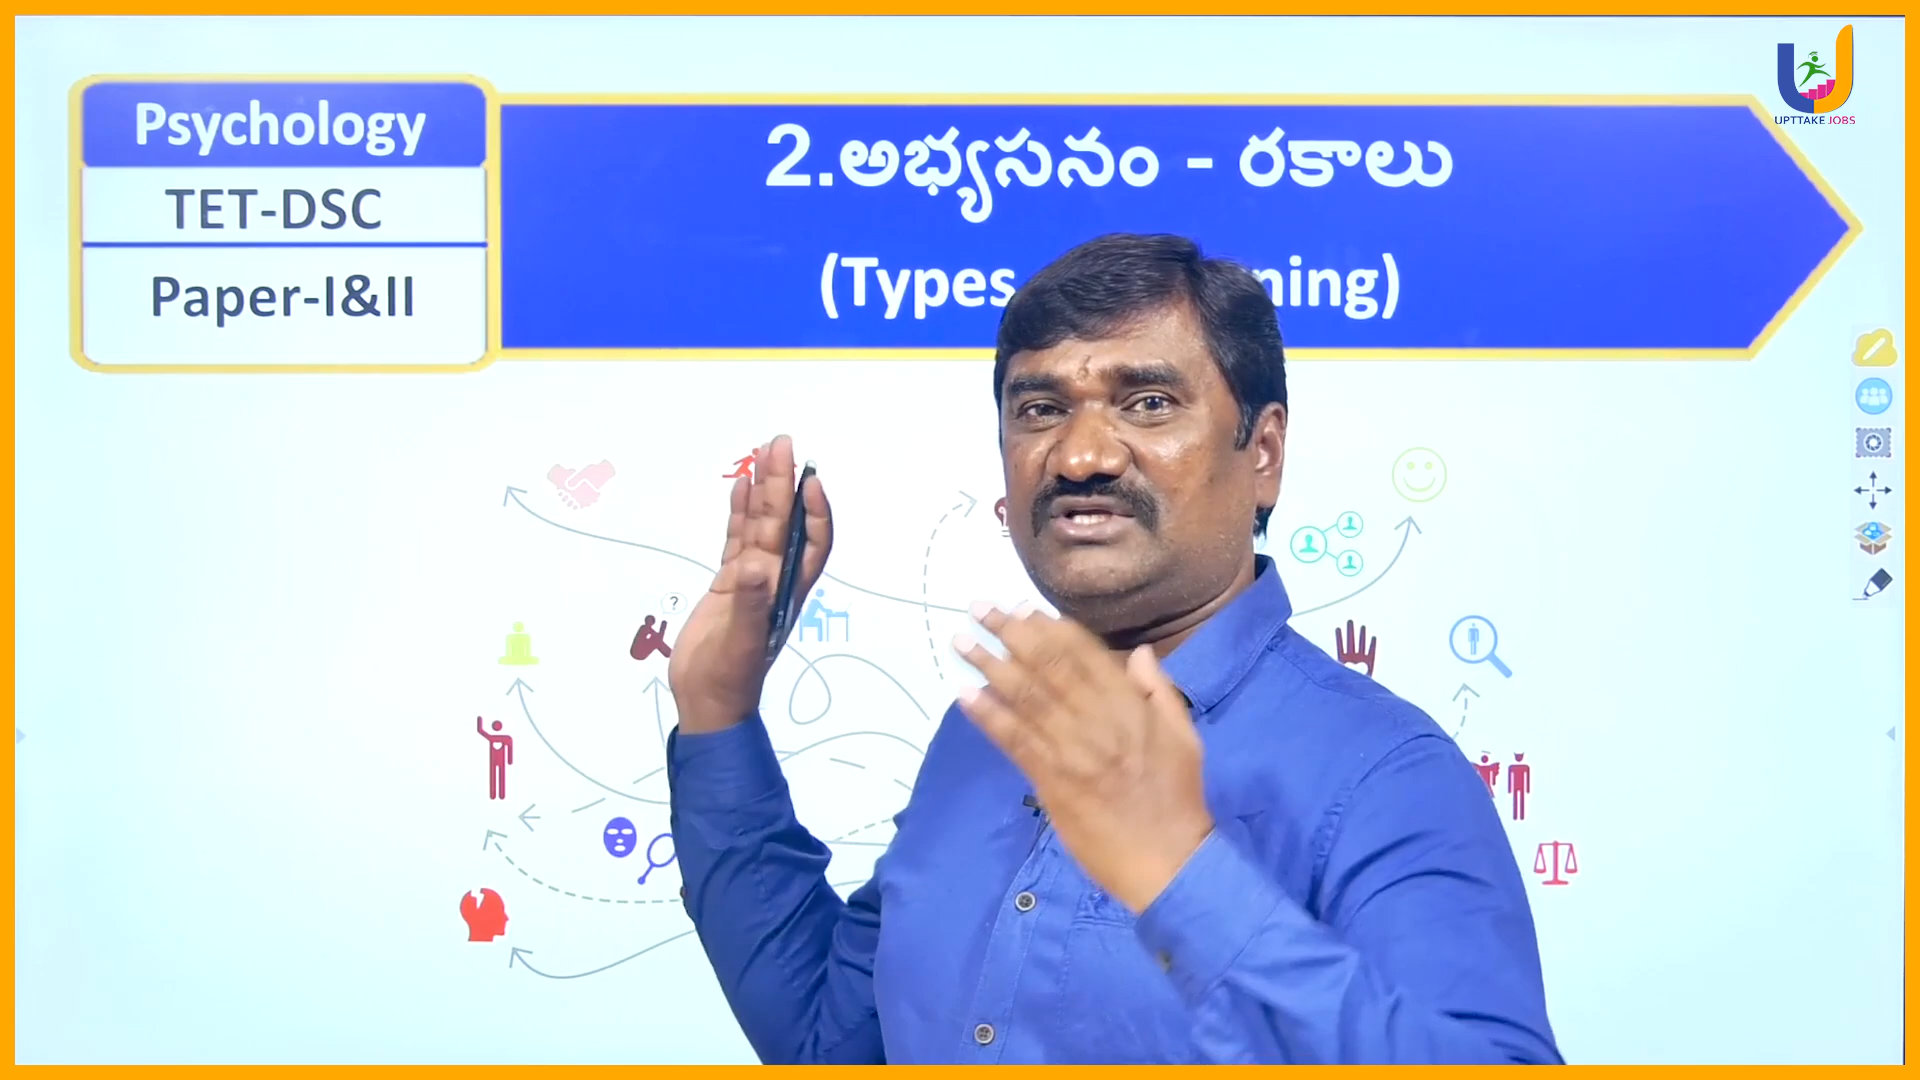 Psychology
TET-DSC
Paper-I&II
2.అభ్యసనం - రకాలు
(Types ning)
UPTTAKE JOBS
?